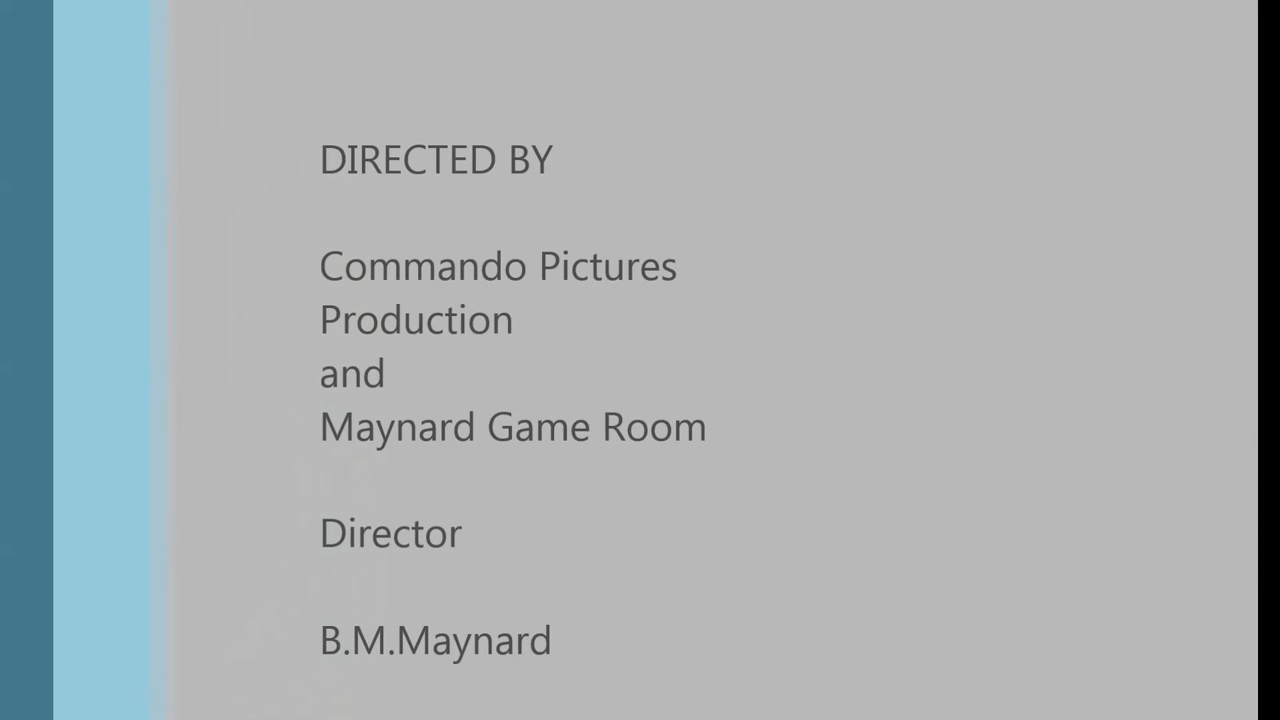 DIRECTED BY
Commando Pictures
Production
and
Maynard Game Room
Director
B.M.Maynard